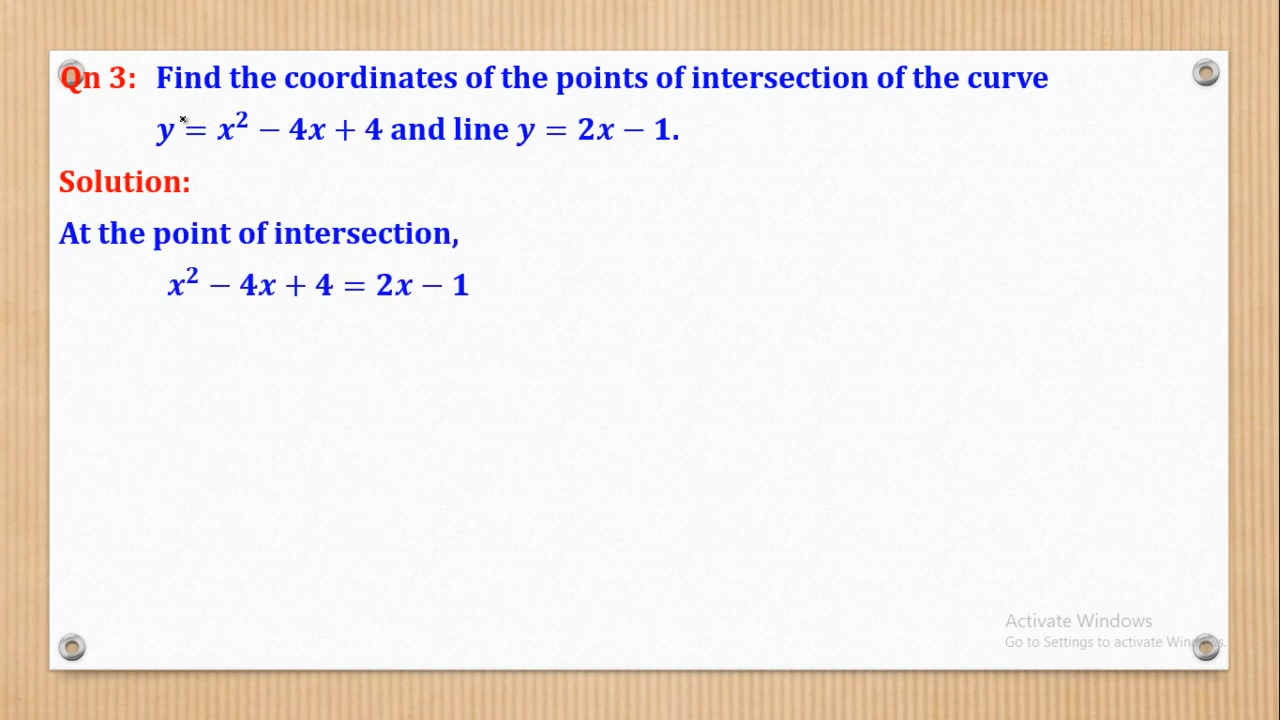 Qn 3: Find the coordinates of the points of intersection of the curve
y = x² − 4x + 4 and line y = 2x − 1.
Solution:
At the point of intersection,
x² − 4x + 4 = 2x − 1
Activate Windows
Go to Settings to activate Windows.